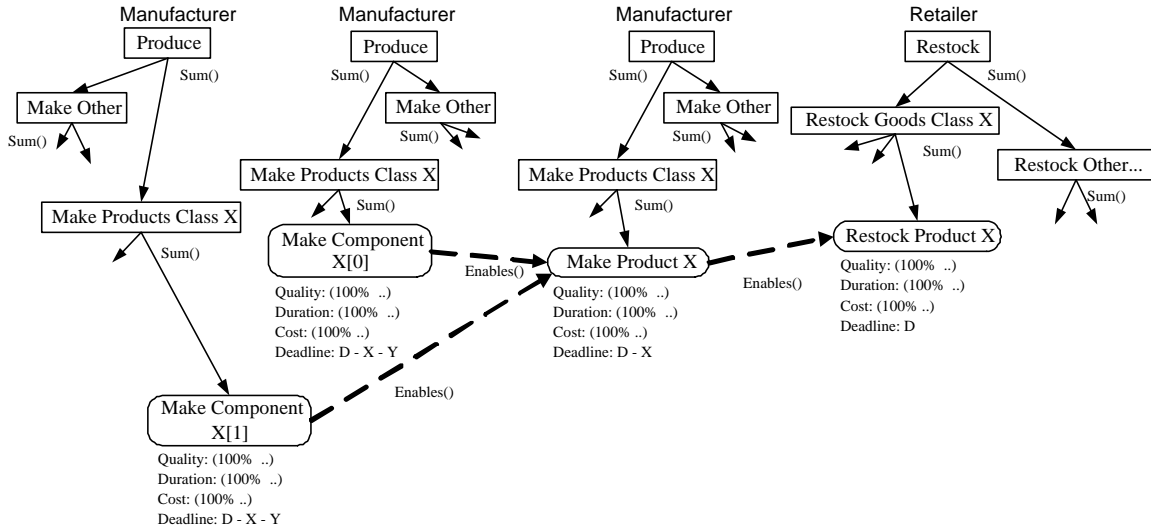 Manufacturer
Produce
Sum()
Make Other
Sum()
Make Products Class X
Sum()
Make Component
X[1]
Quality: (100% ..)
Duration: (100% ..)
Cost: (100% ..)
Deadline: D - X - Y
Enables()
Manufacturer
Produce
Sum()
Make Other
Sum()
Make Products Class X
Sum()
Make Component
X[0]
Quality: (100% ..)
Duration: (100% ..)
Cost: (100% ..)
Deadline: D - X - Y
Enables()
Manufacturer
Produce
Sum()
Make Other
Sum()
Make Products Class X
Sum()
Make Product X
Quality: (100% ..)
Duration: (100% ..)
Cost: (100% ..)
Deadline: D - X
Enables()
Retailer
Restock
Sum()
Restock Goods Class X
Sum()
Restock Other...
Sum()
Restock Product X
Quality: (100% ..)
Duration: (100% ..)
Cost: (100% ..)
Deadline: D